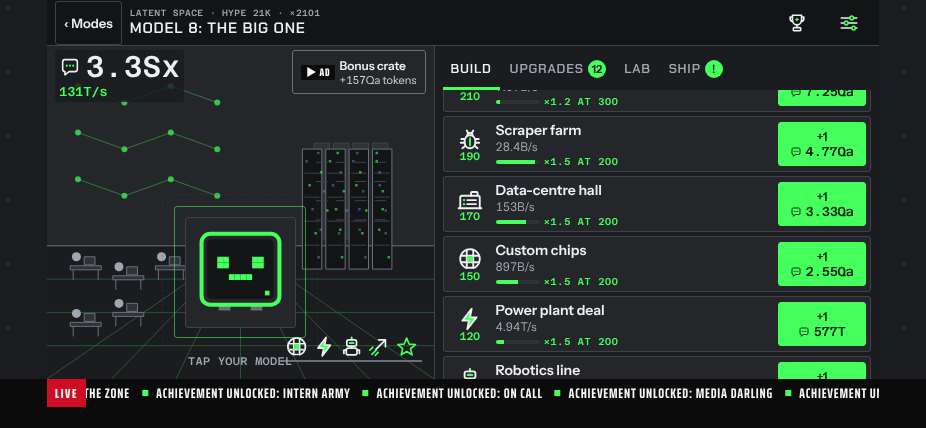 ‹ Modes
LATENT SPACE · HYPE 21K · ×2101
MODEL 8: THE BIG ONE
3.3Sx
131T/s
AD
Bonus crate
+157Qa tokens
BUILD
UPGRADES 12
LAB
SHIP !
210
×1.2 AT 300
7.25Qa
Scraper farm
28.4B/s
190
×1.5 AT 200
+1
4.77Qa
Data-centre hall
153B/s
170
×1.5 AT 200
+1
3.33Qa
Custom chips
897B/s
150
×1.5 AT 200
+1
2.55Qa
Power plant deal
4.94T/s
120
×1.5 AT 200
+1
577T
Robotics line
+1
TAP YOUR MODEL
LIVE
THE ZONE ACHIEVEMENT UNLOCKED: INTERN ARMY ACHIEVEMENT UNLOCKED: ON CALL ACHIEVEMENT UNLOCKED: MEDIA DARLING ACHIEVEMENT